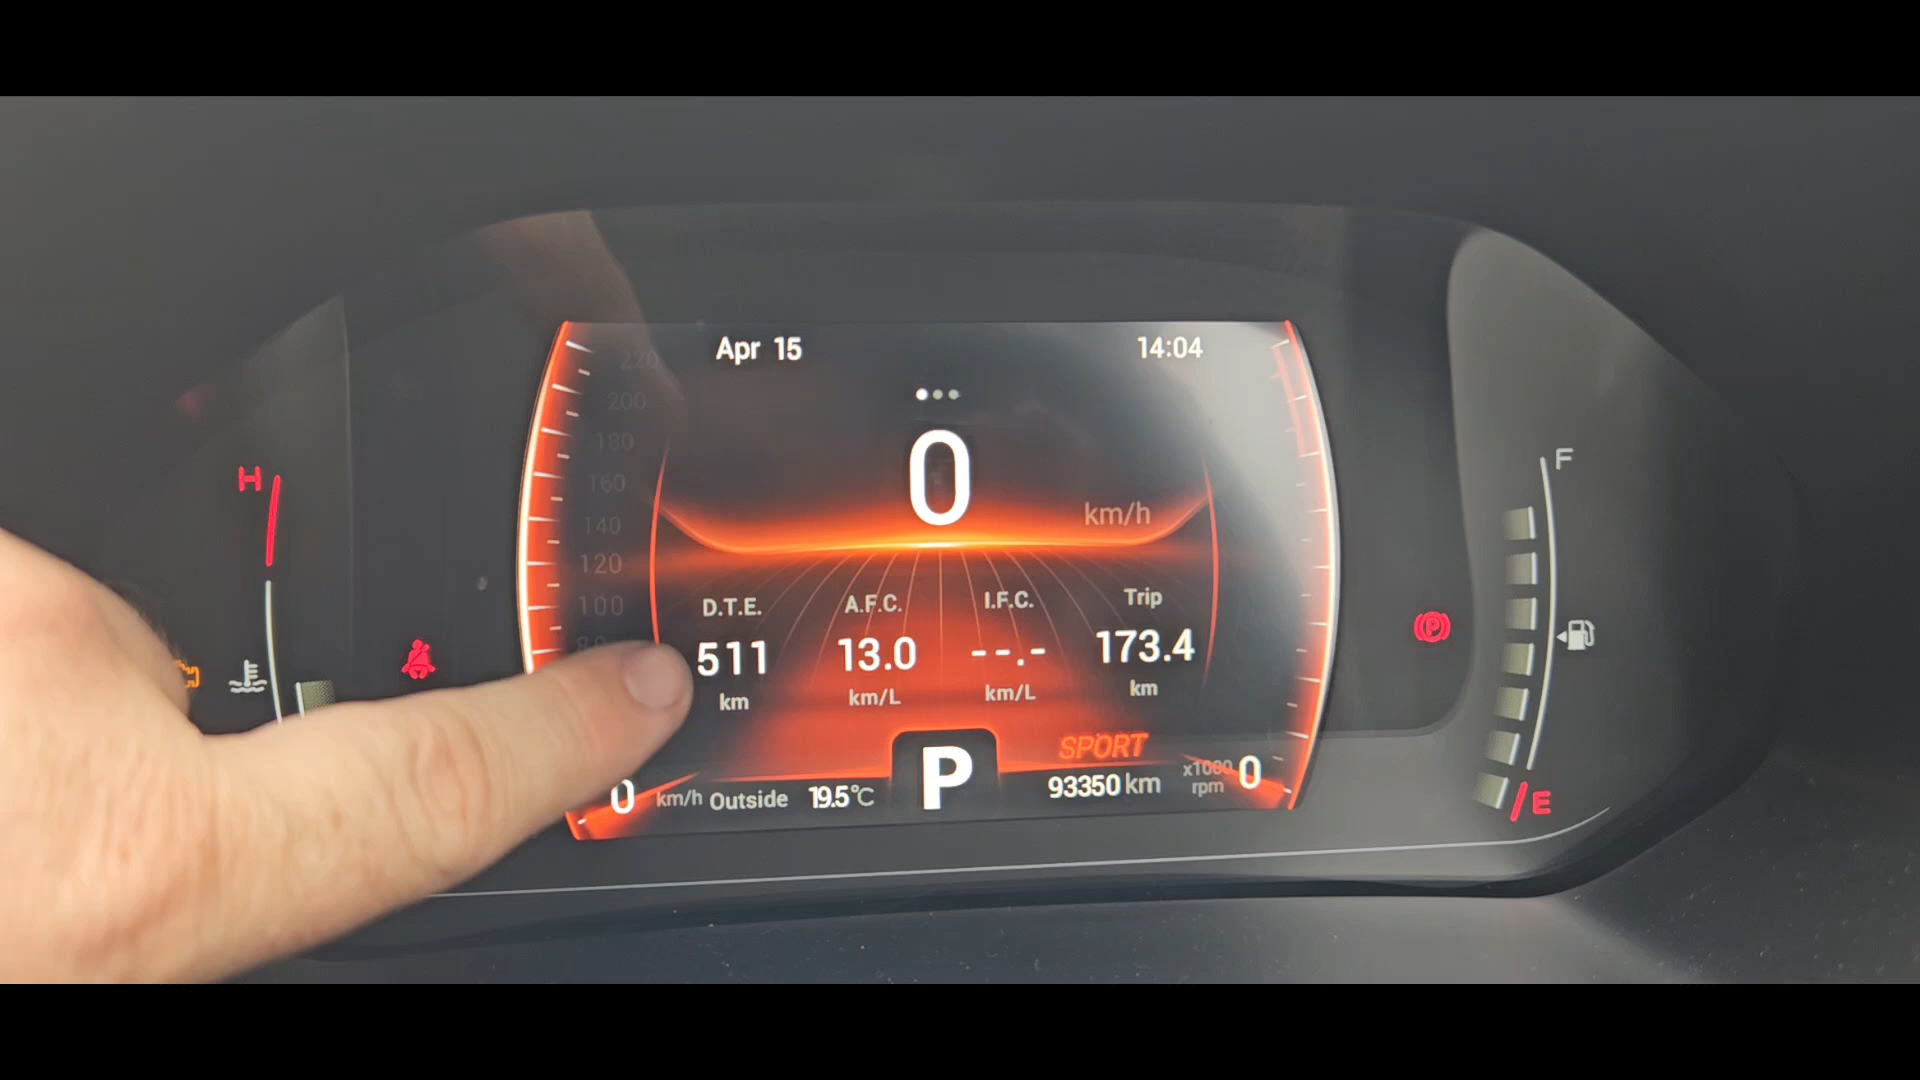 Apr 15
14:04
220
200
180
160
140
120
100
0
km/h
H
F
D.T.E.
511
km
A.F.C.
13.0
km/L
I.F.C.
--.-
km/L
Trip
173.4
km
P
SPORT
0 km/h Outside 19.5°C
P
93350 km
x1000
rpm
0
E